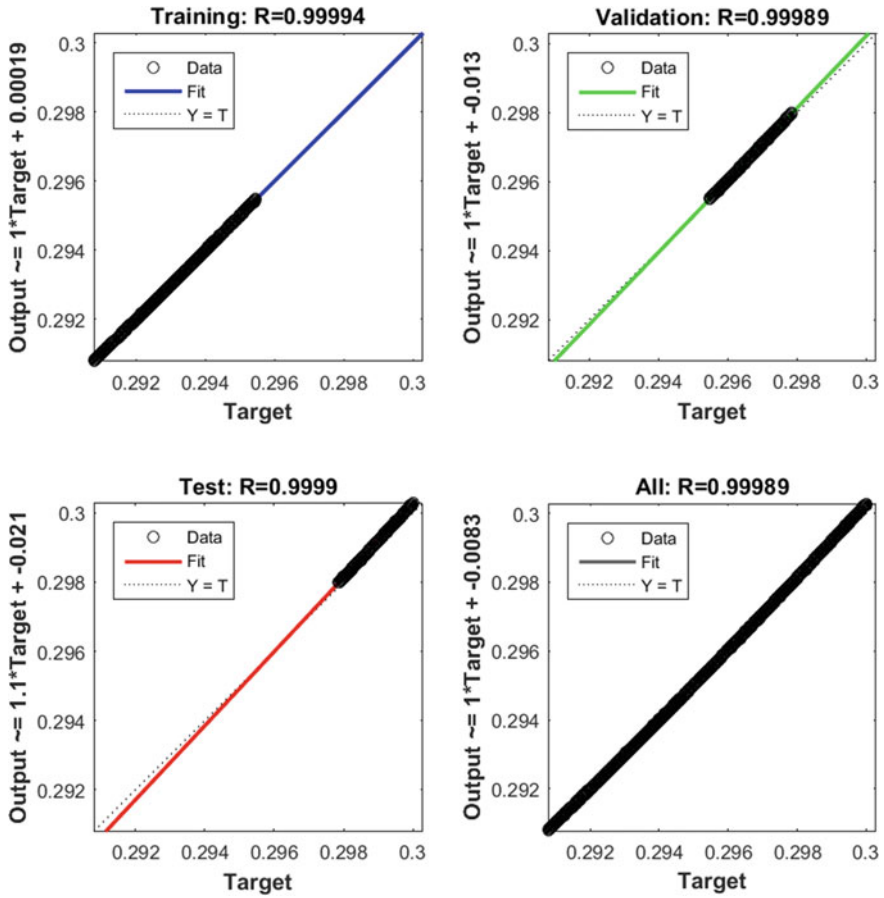 Training: R=0.99994
Output ~= 1*Target + 0.00019
0.3
0.298
0.296
0.294
0.292
Data
Fit
Y = T
0.292 0.294 0.296 0.298 0.3
Target
Validation: R=0.99989
Output ~= 1*Target + -0.013
0.3
0.298
0.296
0.294
0.292
Data
Fit
Y = T
0.292 0.294 0.296 0.298 0.3
Target
Test: R=0.9999
Output ~= 1.1*Target + -0.021
0.3
0.298
0.296
0.294
0.292
Data
Fit
Y = T
0.292 0.294 0.296 0.298 0.3
Target
All: R=0.99989
Output ~= 1*Target + -0.0083
0.3
0.298
0.296
0.294
0.292
Data
Fit
Y = T
0.292 0.294 0.296 0.298 0.3
Target